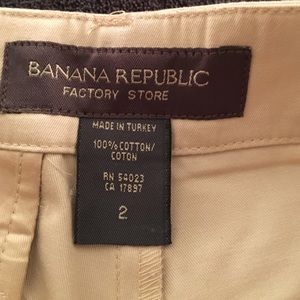 BANANA REPUBLIC
FACTORY STORE
MADE IN TURKEY
100% COTTON/
COTON
RN 54023
CA 17897
2